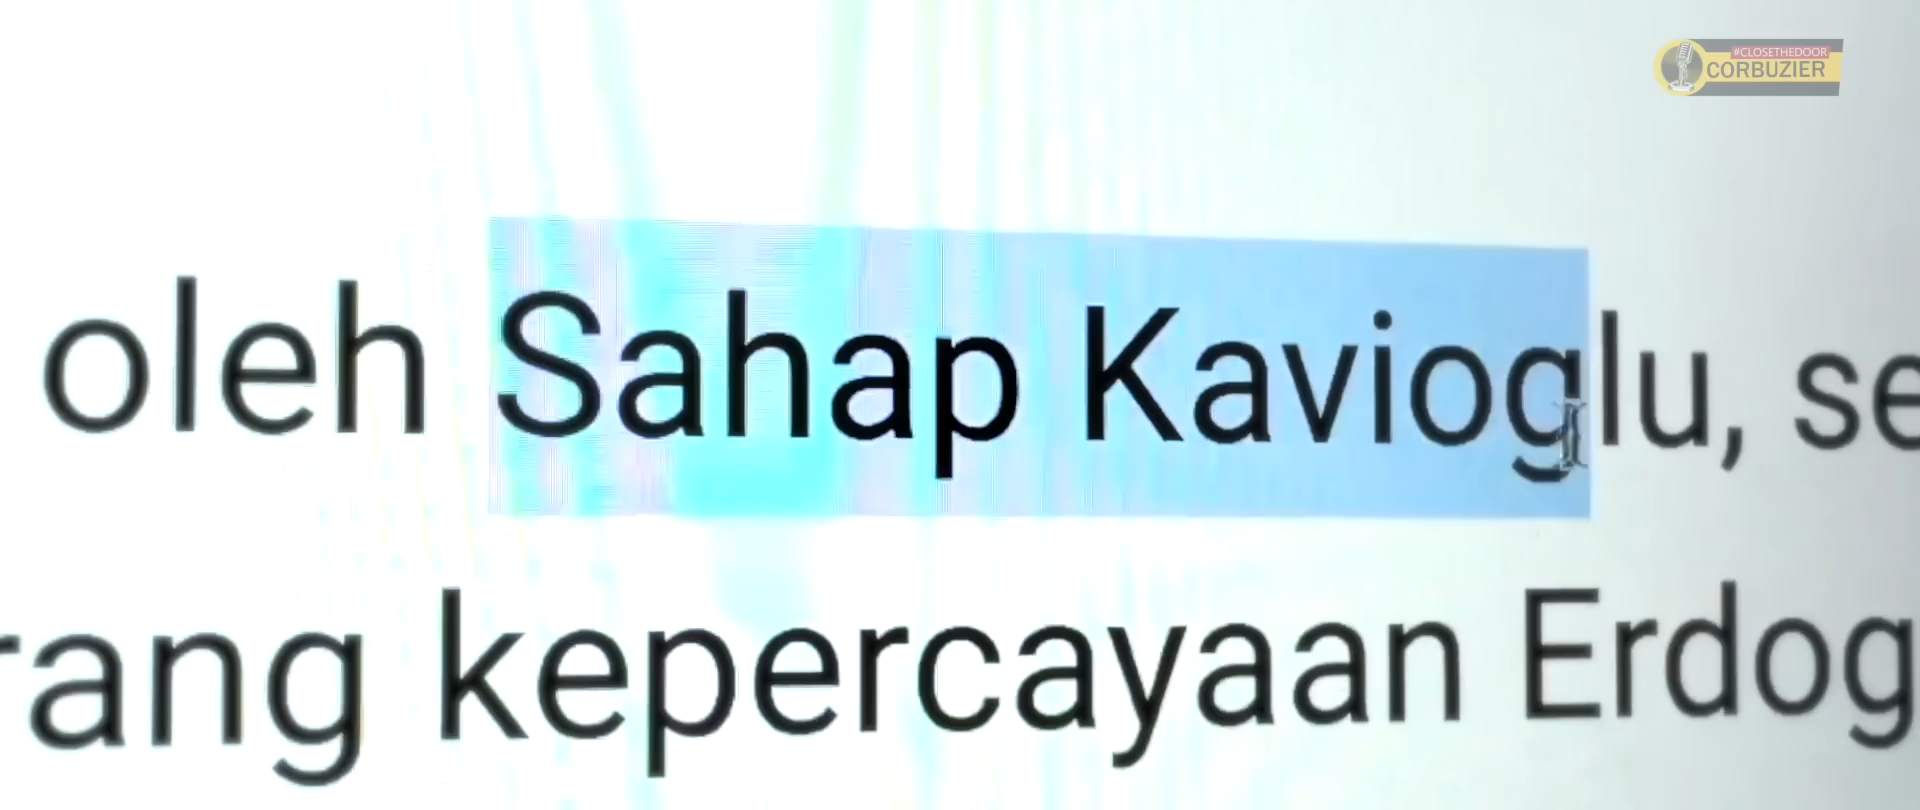 #CLOSETHEDOOR
CORBUZIER
oleh Sahap Kavioglu, se
rang kepercayaan Erdog